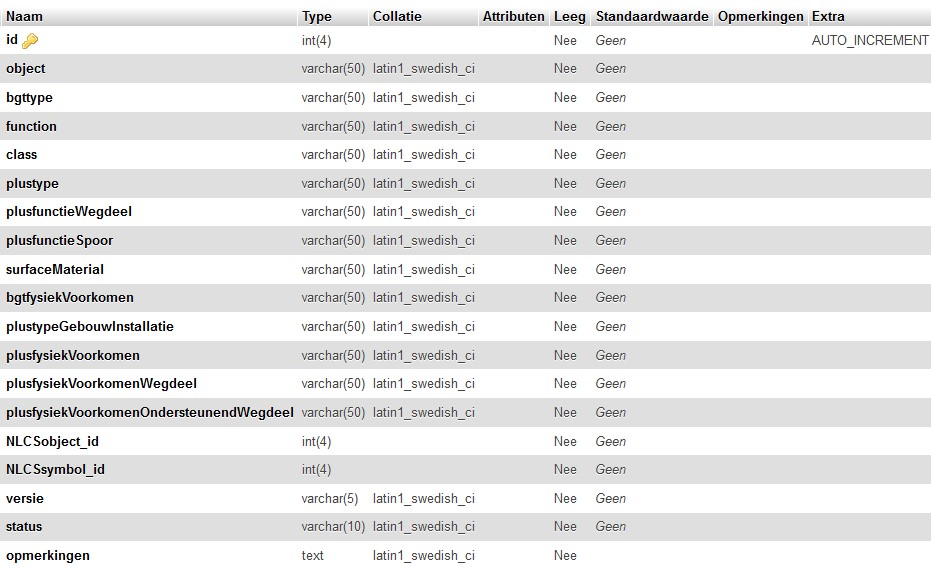 Naam Type Collatie Attributen Leeg Standaardwaarde Opmerkingen Extra
id int(4) Nee Geen AUTO_INCREMENT
object varchar(50) latin1_swedish_ci Nee Geen
bgttype varchar(50) latin1_swedish_ci Nee Geen
function varchar(50) latin1_swedish_ci Nee Geen
class varchar(50) latin1_swedish_ci Nee Geen
plustype varchar(50) latin1_swedish_ci Nee Geen
plusfunctieWegdeel varchar(50) latin1_swedish_ci Nee Geen
plusfunctieSpoor varchar(50) latin1_swedish_ci Nee Geen
surfaceMaterial varchar(50) latin1_swedish_ci Nee Geen
bgtfysiekVoorkomen varchar(50) latin1_swedish_ci Nee Geen
plustypeGebouwInstallatie varchar(50) latin1_swedish_ci Nee Geen
plusfysiekVoorkomen varchar(50) latin1_swedish_ci Nee Geen
plusfysiekVoorkomenWegdeel varchar(50) latin1_swedish_ci Nee Geen
plusfysiekVoorkomenOndersteunendWegdeel varchar(50) latin1_swedish_ci Nee Geen
NLCSobject_id int(4) Nee Geen
NLCSsymbol_id int(4) Nee Geen
versie varchar(5) latin1_swedish_ci Nee Geen
status varchar(10) latin1_swedish_ci Nee Geen
opmerkingen text latin1_swedish_ci Nee